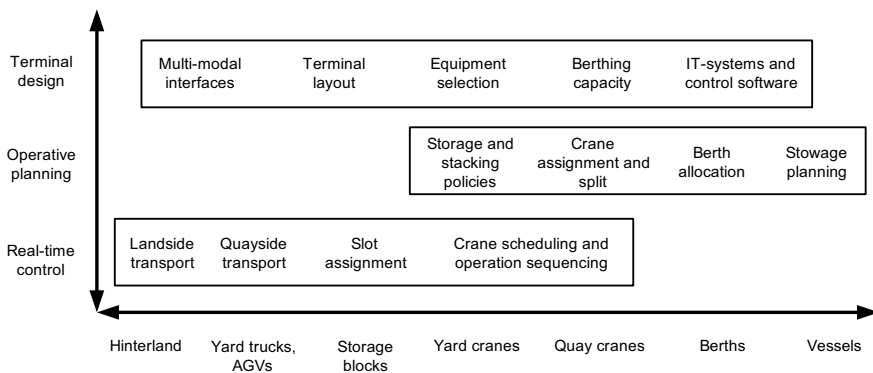 Terminal
design
Multi-modal
interfaces
Terminal
layout
Equipment
selection
Berthing
capacity
IT-systems and
control software
Operative
planning
Storage and
stacking
policies
Crane
assignment and
split
Berth
allocation
Stowage
planning
Real-time
control
Landside
transport
Quayside
transport
Slot
assignment
Crane scheduling and
operation sequencing
Hinterland
Yard trucks,
AGVs
Storage
blocks
Yard cranes
Quay cranes
Berths
Vessels